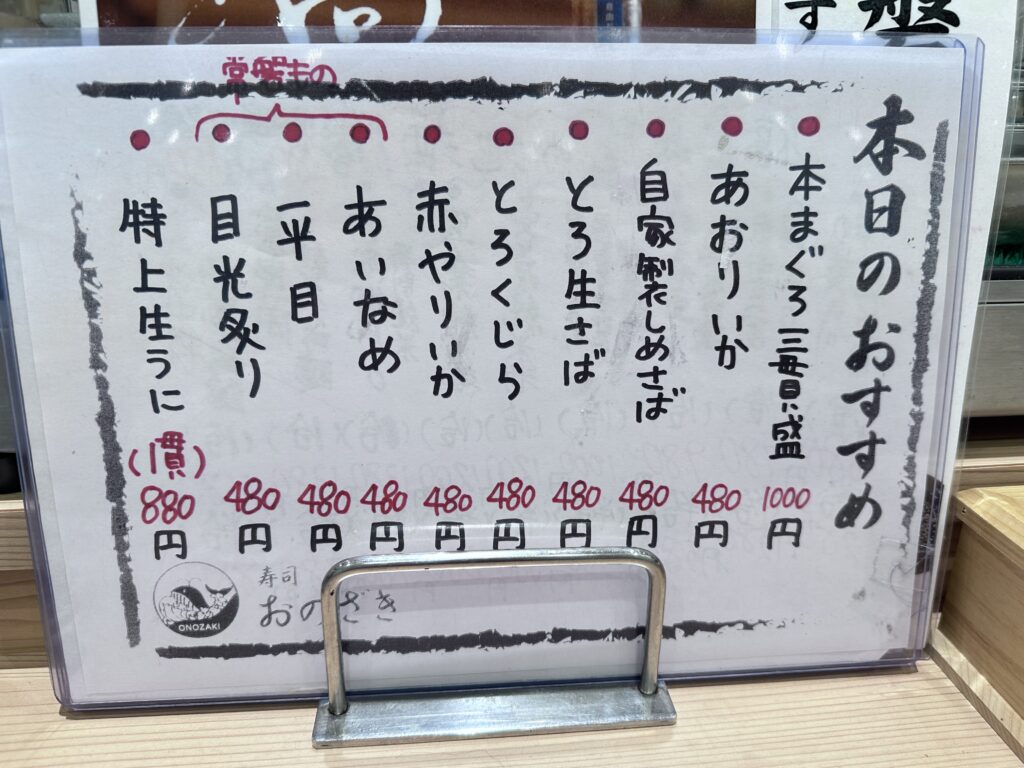 本日のおすすめ
本まぐろ三種盛
1000円
あおりいか
480円
自家製〆しめさば
480円
とろ生さば
480円
とろくじら
480円
赤やりいか
480円
常磐もの
あいなめ
480円
一平目
480円
目光炙り
480円
特上生うに
(1貫)
880円
寿司
おのざき
ONOZAKI